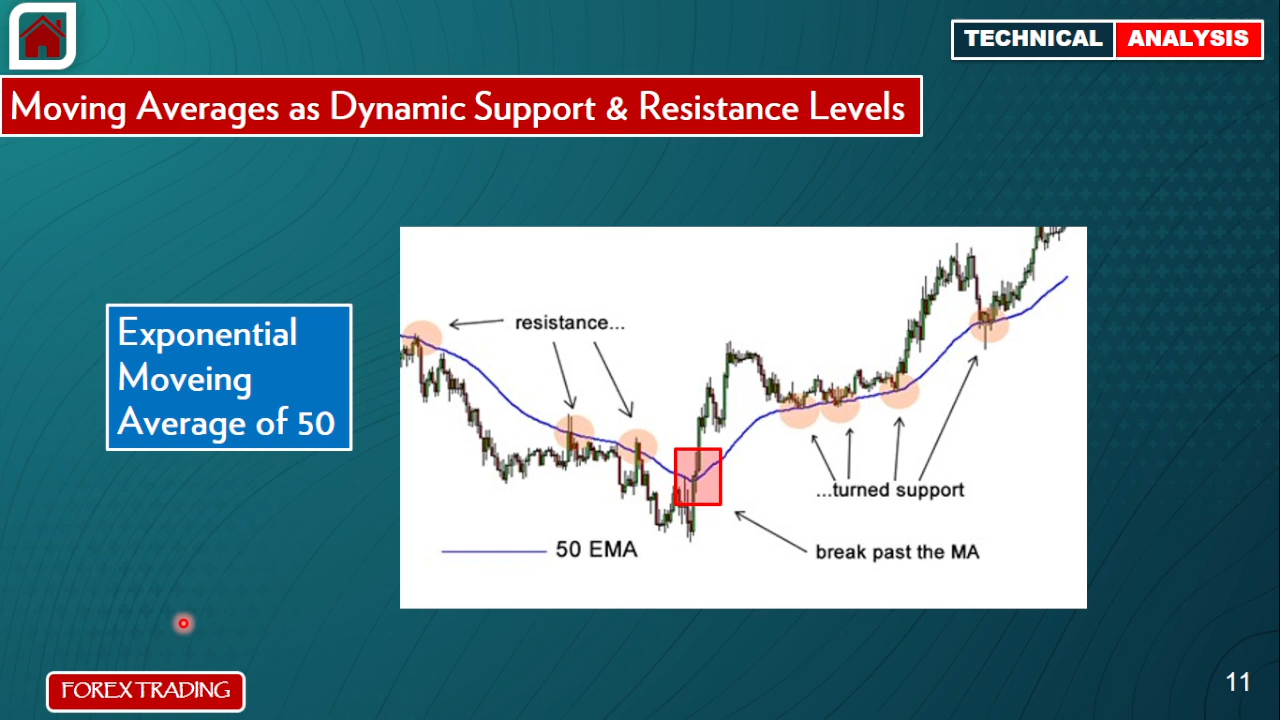 TECHNICAL ANALYSIS
Moving Averages as Dynamic Support & Resistance Levels
Exponential
Moveing
Average of 50
resistance...
...turned support
50 EMA
break past the MA
FOREX TRADING
11